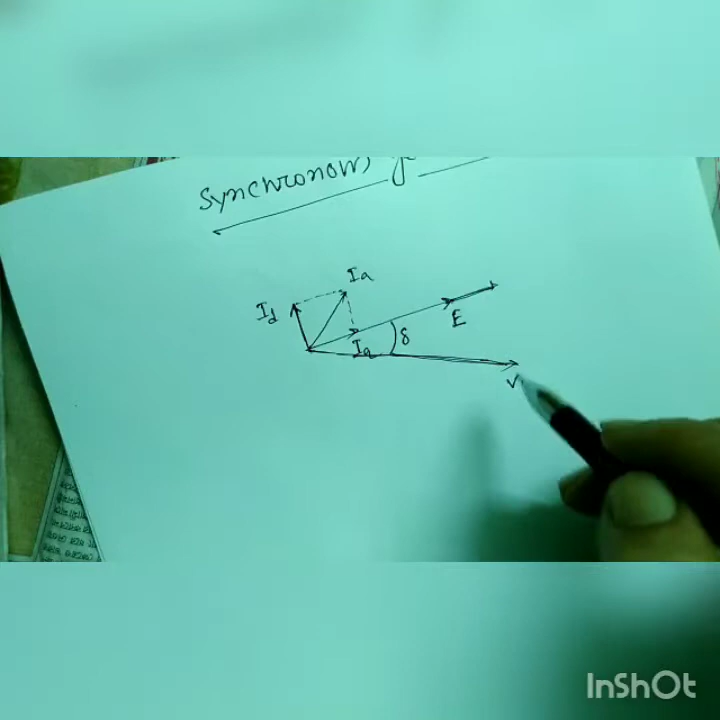 Synchronous
Ia
Id
E
δ
Iq
V
InShOt